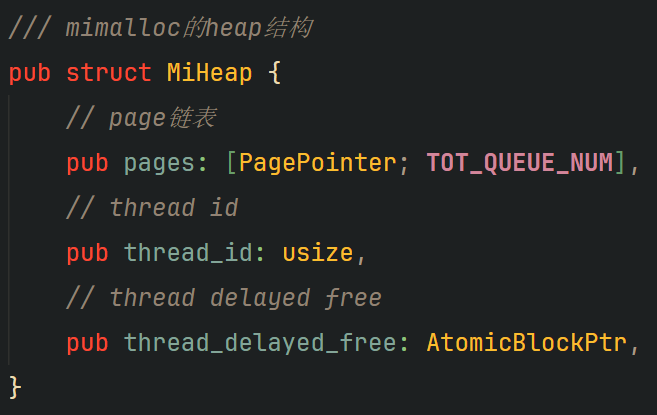 /// mimalloc的heap结构
pub struct MiHeap {
    // page链表
    pub pages: [PagePointer; TOT_QUEUE_NUM],
    // thread id
    pub thread_id: usize,
    // thread delayed free
    pub thread_delayed_free: AtomicBlockPtr,
}